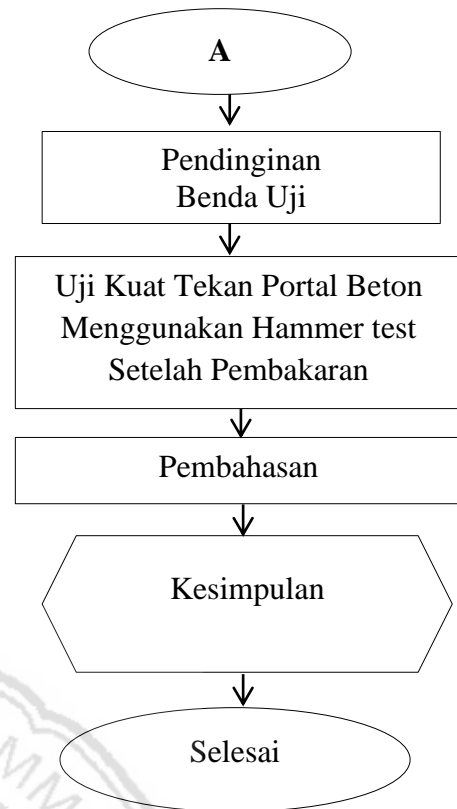 A
Pendinginan
Benda Uji
Uji Kuat Tekan Portal Beton
Menggunakan Hammer test
Setelah Pembakaran
Pembahasan
Kesimpulan
Selesai